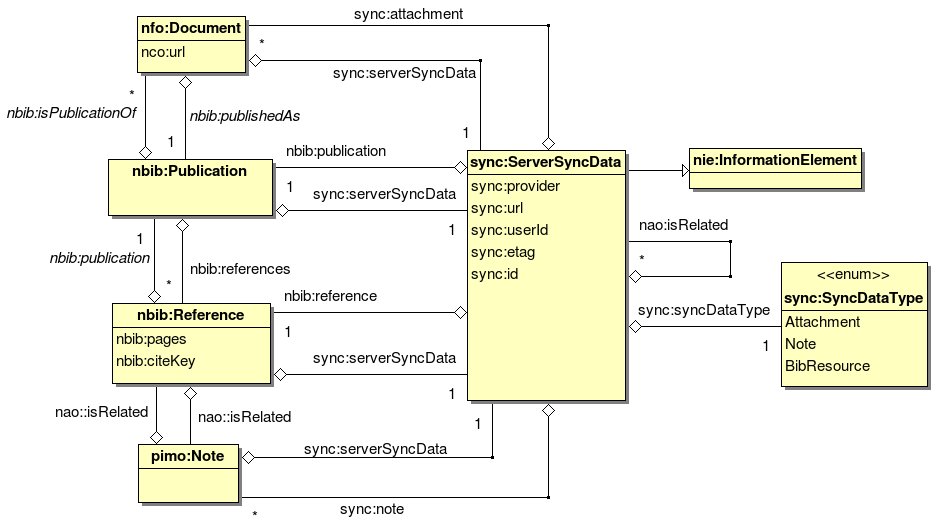 sync:attachment
nfo:Document
nco:url
*
sync:serverSyncData
*
nbib:isPublicationOf
nbib:publishedAs
1
1
nbib:publication
nbib:Publication
1
sync:serverSyncData
1
sync:ServerSyncData
sync:provider
sync:url
sync:userId
sync:etag
sync:id
nie:InformationElement
nao:isRelated
*
1
nbib:publication
*
nbib:references
nbib:reference
<<enum>>
sync:SyncDataType
Attachment
Note
BibResource
sync:syncDataType
1
nbib:Reference
nbib:pages
nbib:citeKey
1
sync:serverSyncData
1
nao::isRelated
nao::isRelated
1
pimo:Note
sync:serverSyncData
*
sync:note